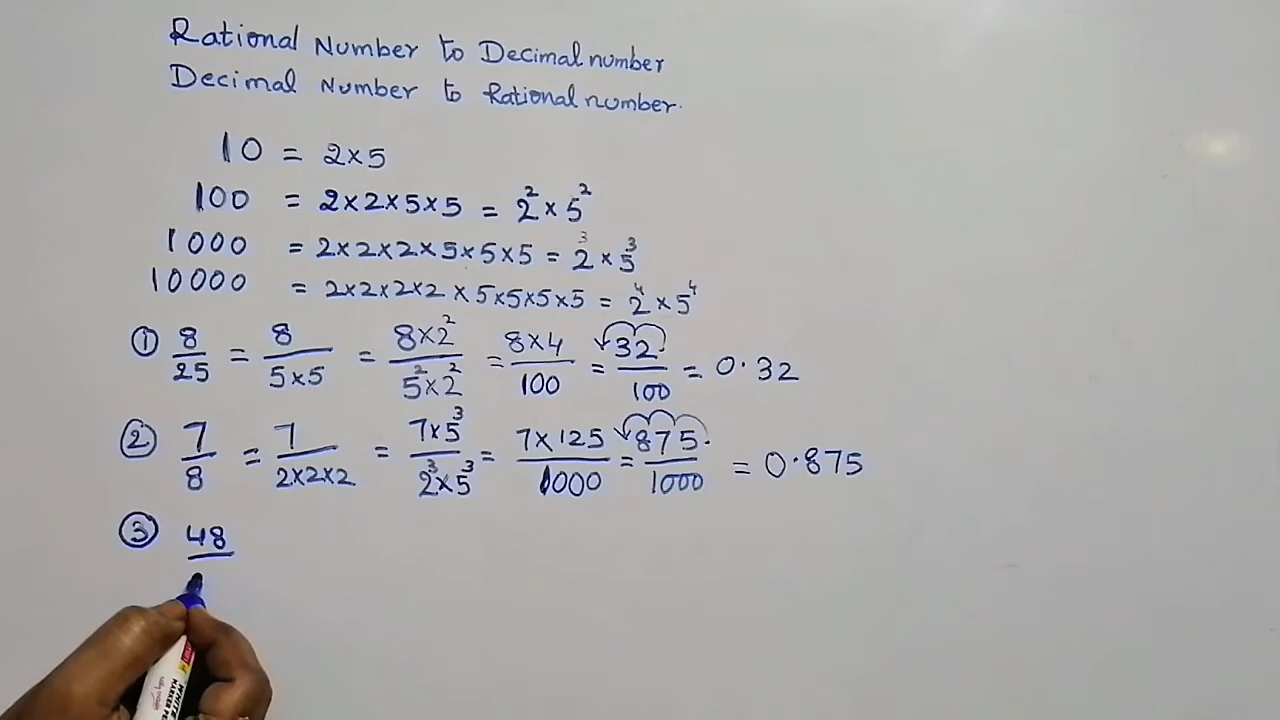 Rational Number to Decimal number
Decimal Number to Rational number.
10 = 2×5
100 = 2×2×5×5 = 2² × 5²
1000 = 2×2×2×5×5×5 = 2³ × 5³
10000 = 2×2×2×2×5×5×5×5 = 2⁴ × 5⁴
① 8/25 = 8/5×5 = 8×2²/5²×2² = 8×4/100 = 32./100 = 0.32
② 7/8 = 7/2×2×2 = 7×5³/2³×5³ = 7×125/1000 = 875./1000 = 0.875
③ 48